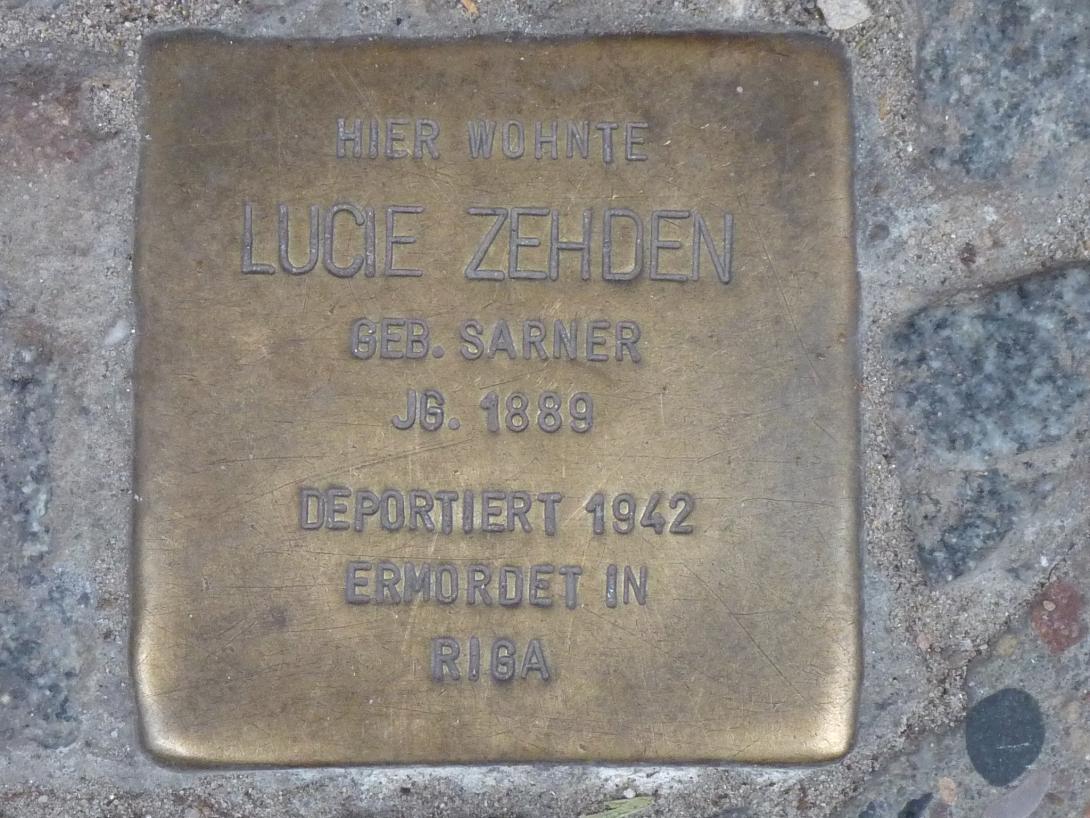 HIER WOHNTE
LUCIE ZEHDEN
GEB. SARNER
JG. 1889
DEPORTIERT 1942
ERMORDET IN
RIGA